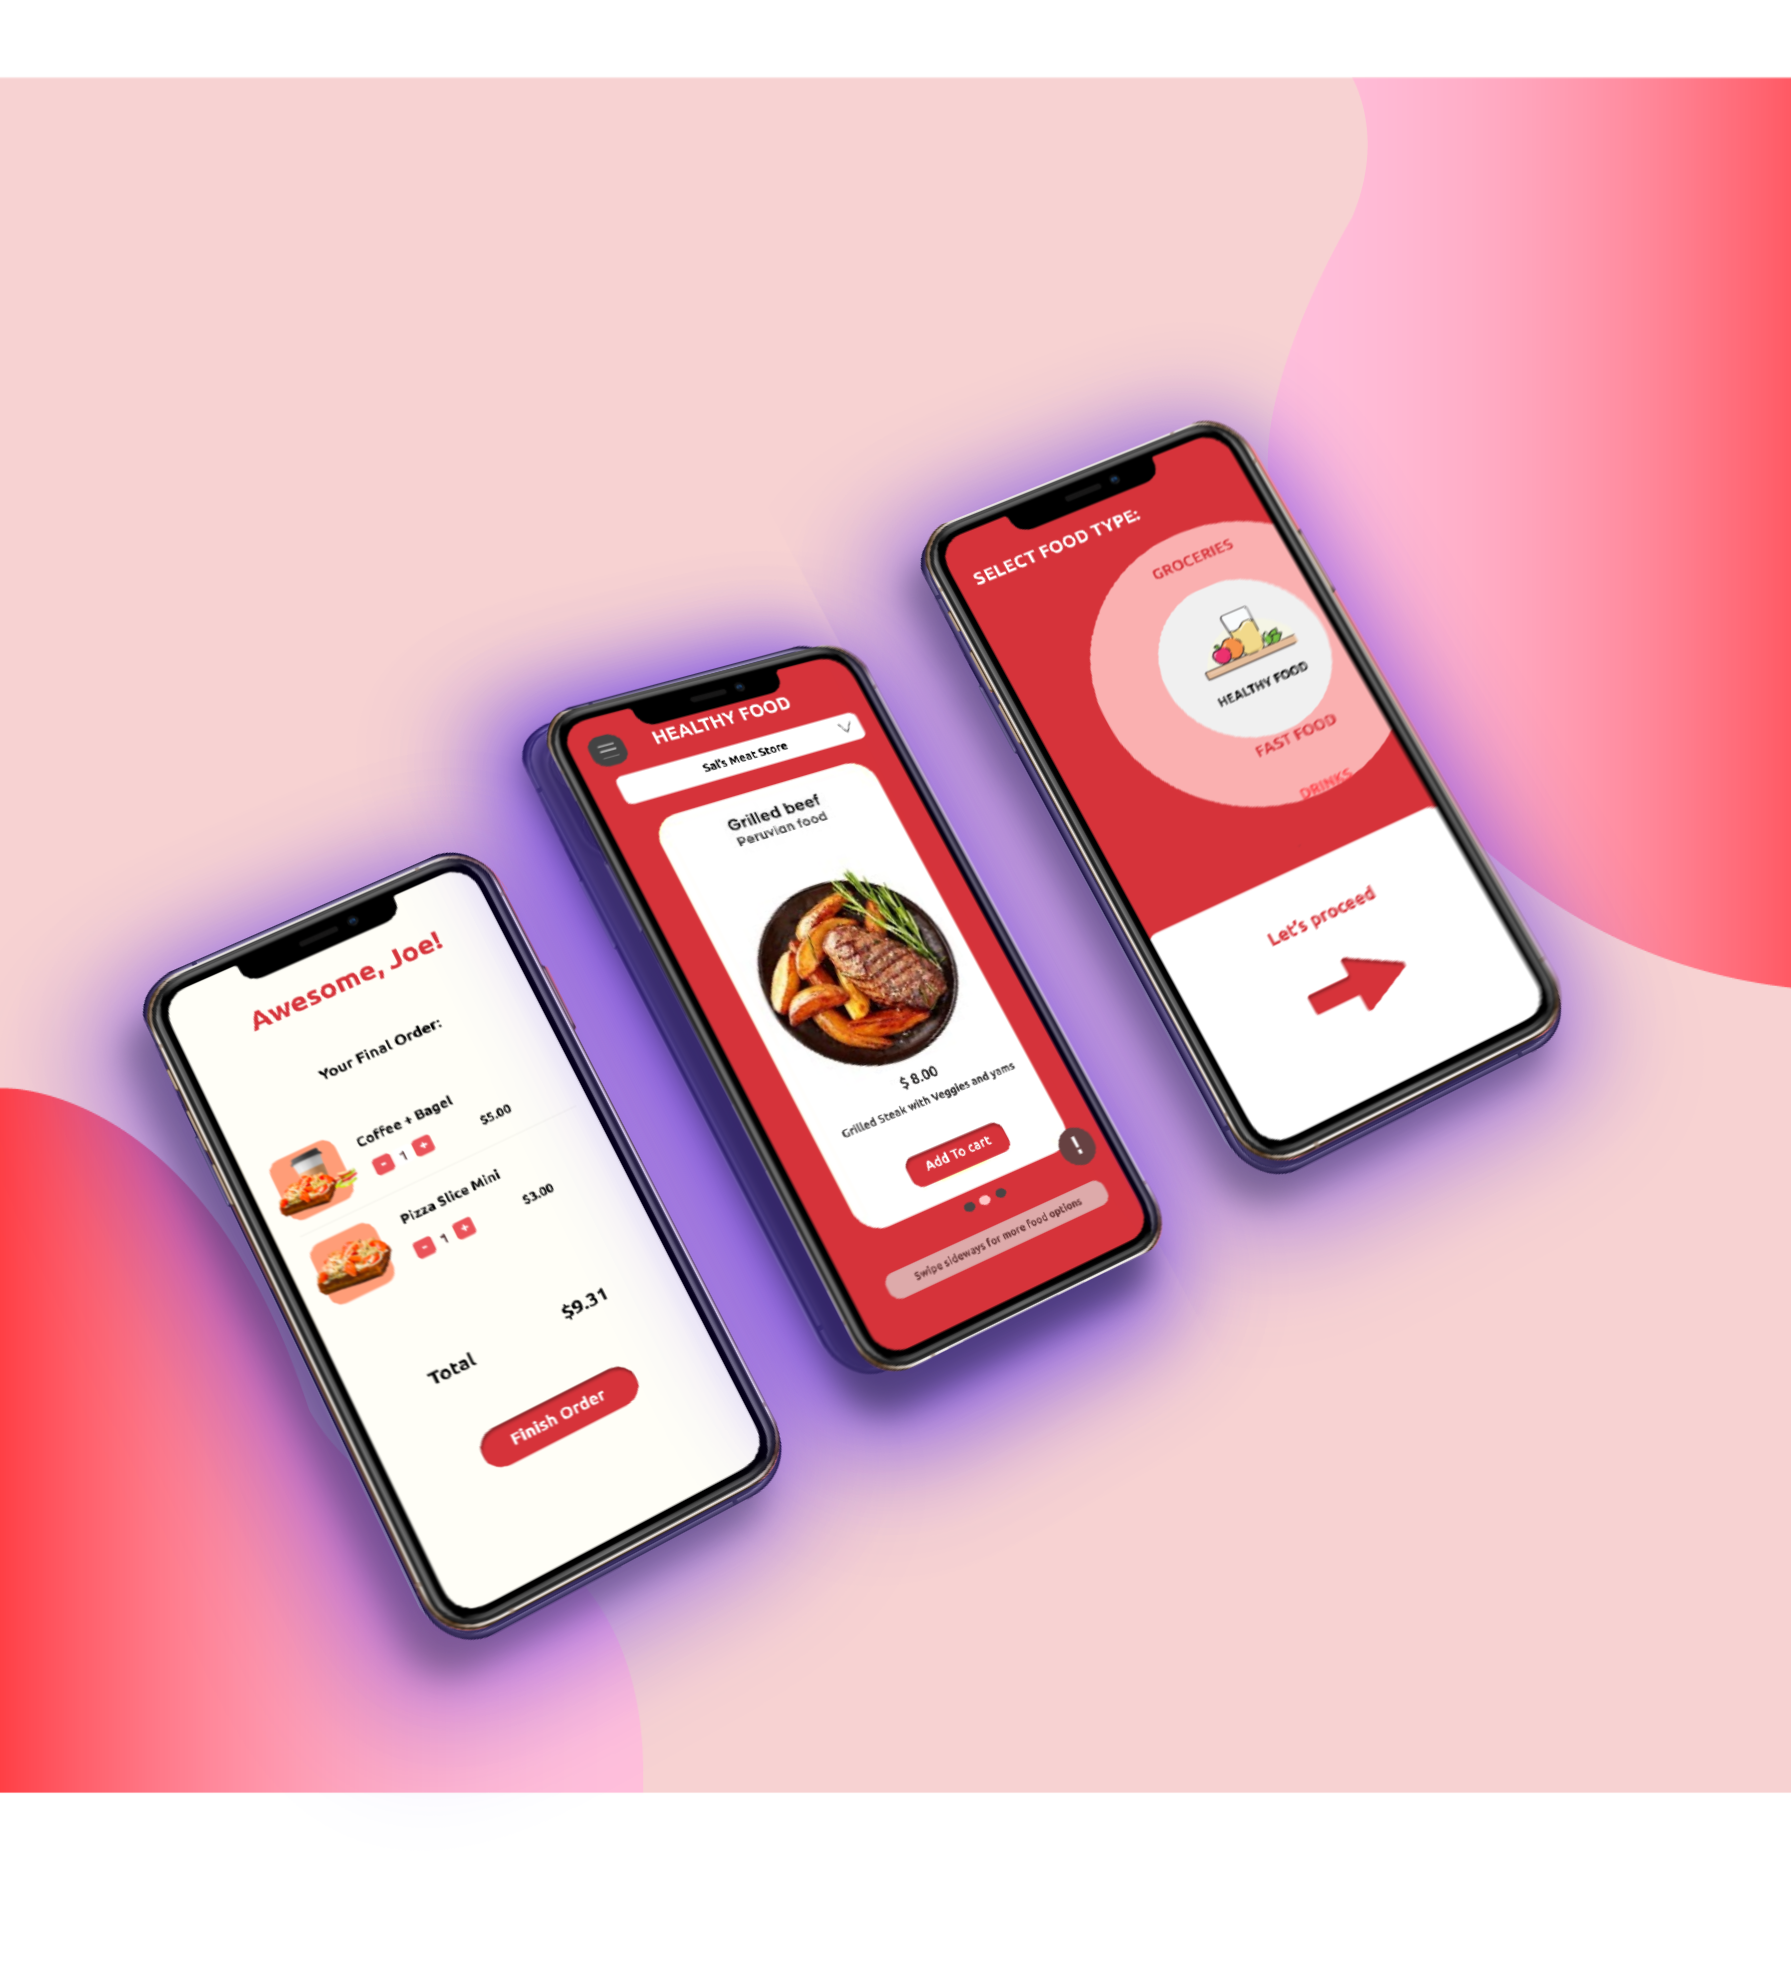 Awesome, Joe!
Your Final Order:
Coffee + Bagel
- 1 +
$5.00
Pizza Slice Mini
- 1 +
$3.00
$9.31
Total
Finish Order
HEALTHY FOOD
Sal's Meat Store
Grilled beef
Peruvian food
$ 8.00
Grilled Steak with Veggies and yams
Add To cart
!
Swipe sideways for more food options
SELECT FOOD TYPE:
GROCERIES
HEALTHY FOOD
FAST FOOD
DRINKS
Let's proceed